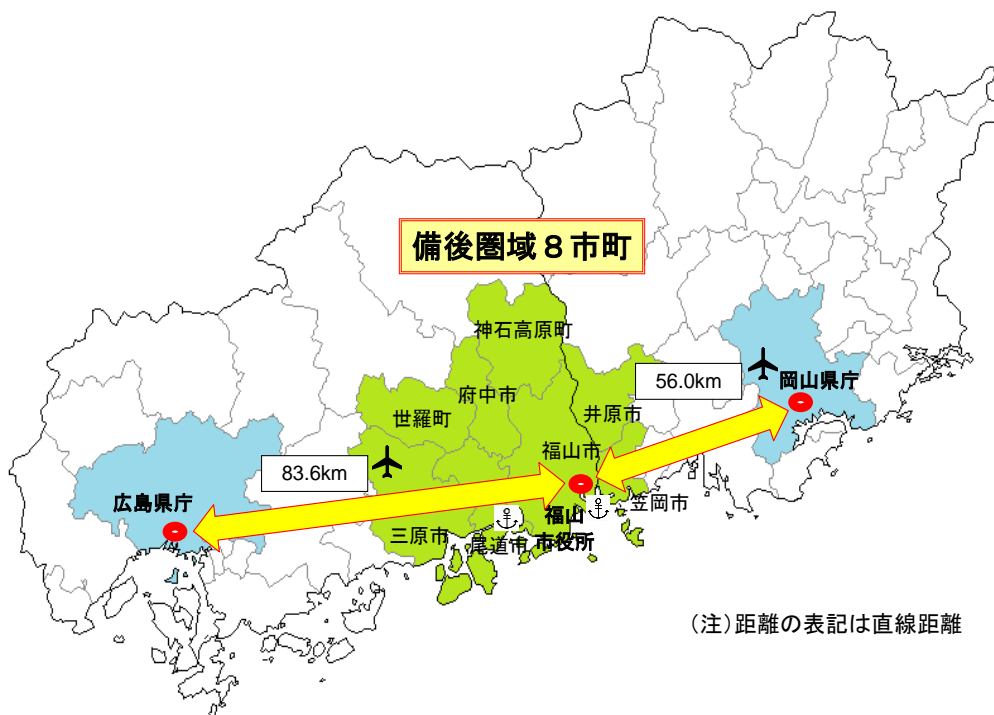 備後圏域８市町
神石高原町
56.0km
岡山県庁
府中市
世羅町
井原市
福山市
83.6km
広島県庁
笠岡市
福山
市役所
三原市
尾道市
（注）距離の表記は直線距離